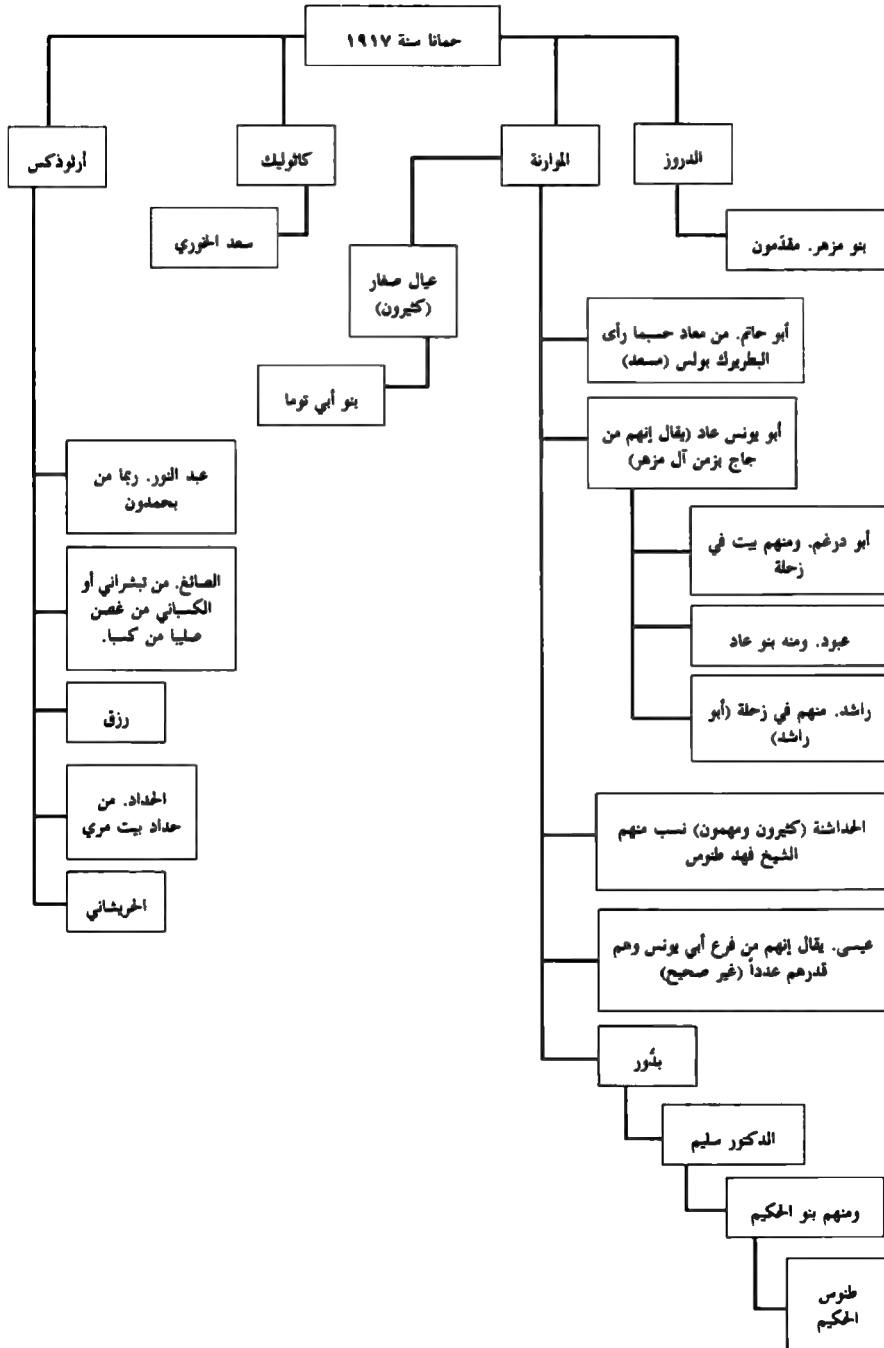 حمانا سنة ١٩١٧
الدروز
بنو مزهر. مقدّمون
الموارنة
أبو حاتم. من معاد حسبما رأى
البطريرك بولس (مسعد)
أبو يونس عاد (يقال إنهم من
جاج بزمن آل مزهر)
أبو درغم. ومنهم بيت في
زحلة
عبود. ومنه بنو عاد
راشد. منهم في زحلة (أبو
راشد)
الحداشنة (كثيرون ومهمون) نسب منهم
الشيخ فهد طنوس
عيسى. يقال إنهم من فرع أبي يونس وهم
قدرهم عدداً (غير صحيح)
بدّور
الدكتور سليم
ومنهم بنو الحكيم
طنوس
الحكيم
عيال صغار
(كثيرون)
بنو أبي توما
كاثوليك
سعد الخوري
أرثوذكس
عبد النور. ربما من
بحمدون
الصائغ. من تبشراني أو
الكسباني من غصن
صليبا من كسبا.
رزق
الحداد. من
حداد بيت مري
الحريشاني